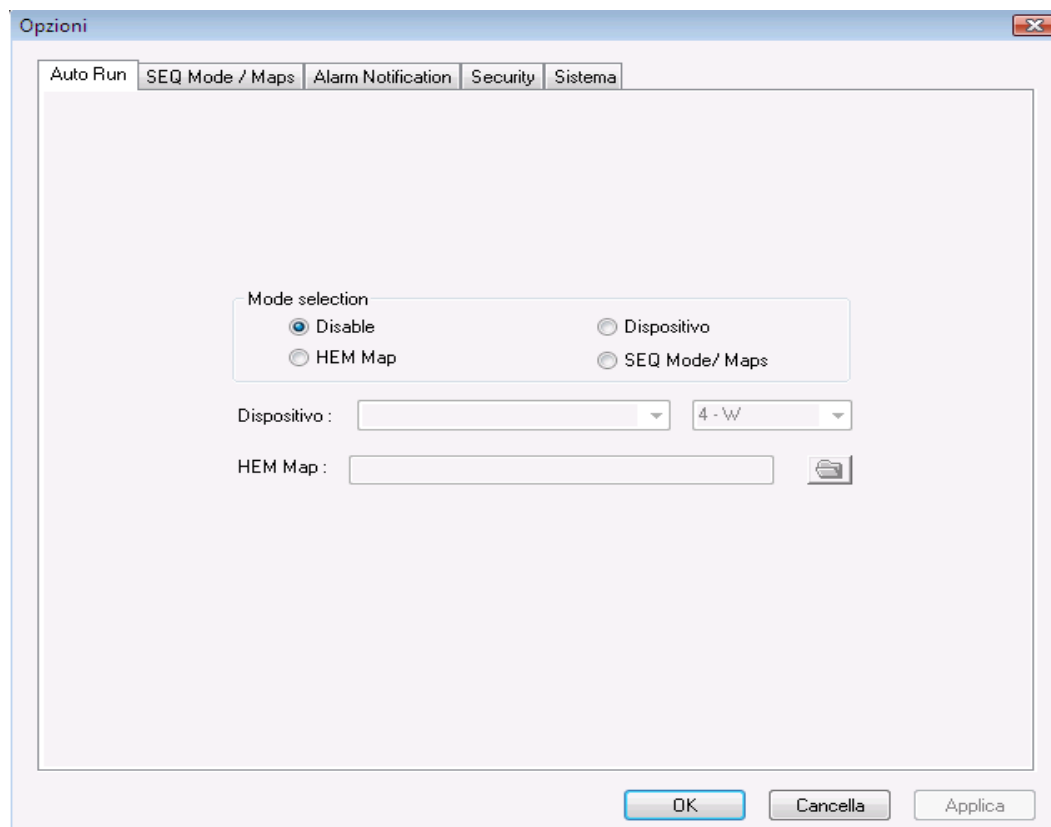 Opzioni
Auto Run SEQ Mode / Maps Alarm Notification Security Sistema
Mode selection
Disable Dispositivo
HEM Map SEQ Mode/ Maps
Dispositivo : 4 - W
HEM Map :
OK Cancella Applica